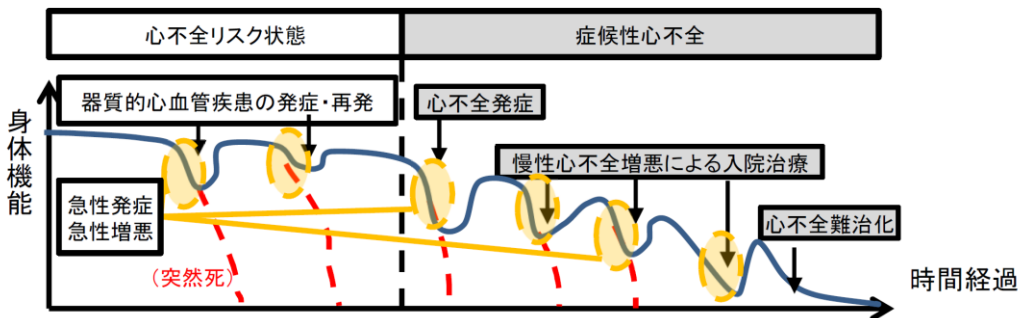 心不全リスク状態
症候性心不全
器質的心血管疾患の発症・再発
心不全発症
身体機能
慢性心不全増悪による入院治療
急性発症
急性増悪
心不全難治化
(突然死)
時間経過